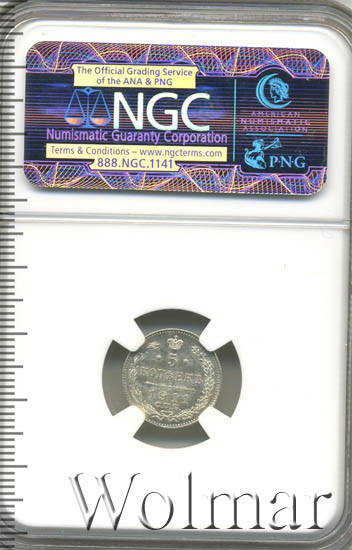 The Official Grading Service
of the ANA & PNG
NGC
Numismatic Guaranty Corporation
Terms & Conditions – www.ngcterms.com
888.NGC.1141
AMERICAN
NUMISMATIC
ASSOCIATION
PNG
5
КОПѢЕКЪ
Wolmar